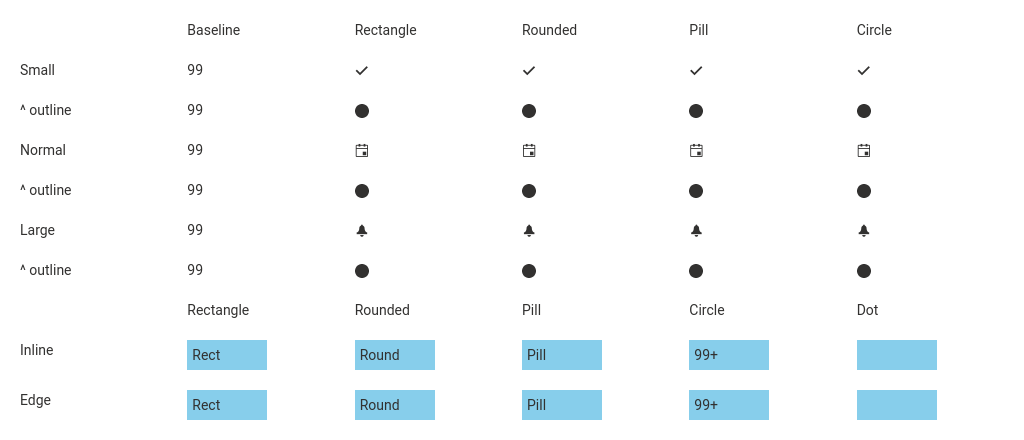 Baseline Rectangle Rounded Pill Circle
Small 99
^ outline 99
Normal 99
^ outline 99
Large 99
^ outline 99
Rectangle Rounded Pill Circle Dot
Inline Rect Round Pill 99+
Edge Rect Round Pill 99+